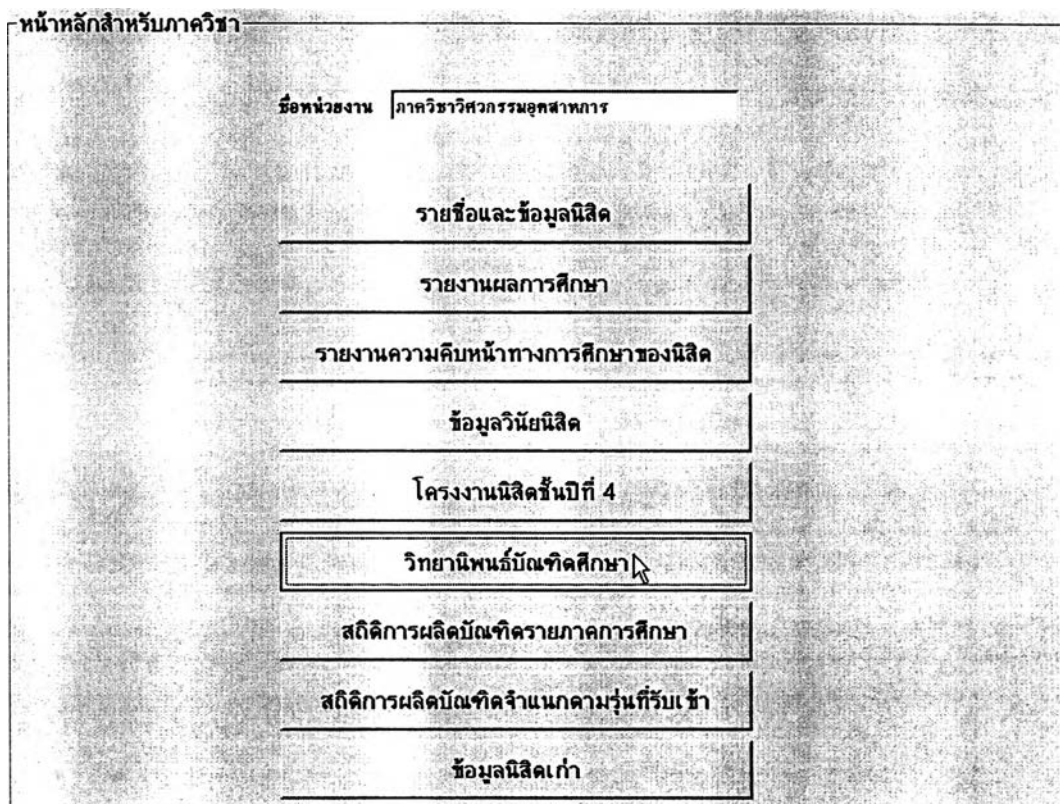 หน้าหลักสำหรับภาควิชา
ชื่อหน่วยงาน ภาควิชาวิศวกรรมอุตสาหการ
รายชื่อและข้อมูลนิสิต
รายงานผลการศึกษา
รายงานความคืบหน้าทางการศึกษาของนิสิต
ข้อมูลวินัยนิสิต
โครงงานนิสิตชั้นปีที่ 4
วิทยานิพนธ์บัณฑิตศึกษา
สถิติการผลิตบัณฑิตรายภาคการศึกษา
สถิติการผลิตบัณฑิตจำแนกตามรุ่นที่รับเข้า
ข้อมูลนิสิตเก่า